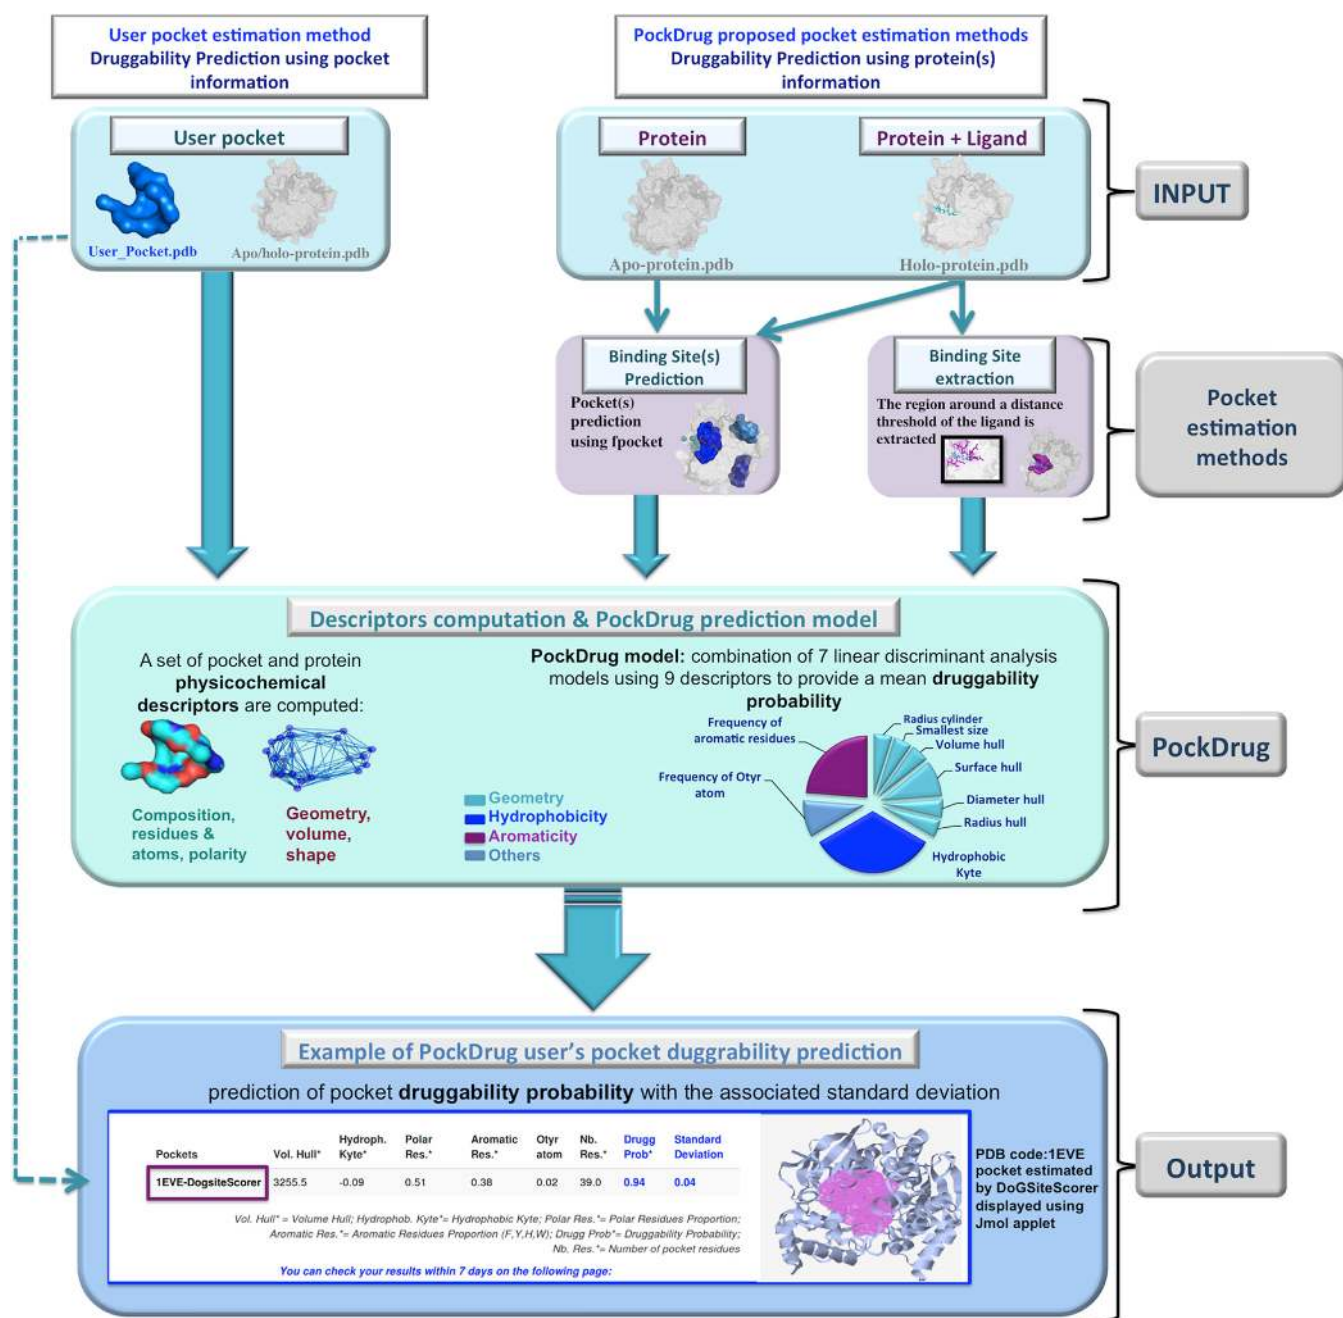 User pocket estimation method
Druggability Prediction using pocket
information
PockDrug proposed pocket estimation methods
Druggability Prediction using protein(s)
information
User pocket
User_Pocket.pdb
Apo/holo-protein.pdb
Protein
Apo-protein.pdb
Protein + Ligand
Holo-protein.pdb
INPUT
Binding Site(s)
Prediction
Pocket(s)
prediction
using fpocket
Binding Site
extraction
The region around a distance
threshold of the ligand is
extracted
Pocket
estimation
methods
Descriptors computation & PockDrug prediction model
A set of pocket and protein
physicochemical
descriptors are computed:
Composition,
residues &
atoms, polarity
Geometry,
volume,
shape
PockDrug model: combination of 7 linear discriminant analysis
models using 9 descriptors to provide a mean druggability
probability
Geometry
Hydrophobicity
Aromaticity
Others
Frequency of
aromatic residues
Frequency of Otyr
atom
Radius cylinder
Smallest size
Volume hull
Surface hull
Diameter hull
Radius hull
Hydrophobic
Kyte
PockDrug
Example of PockDrug user's pocket duggrability prediction
prediction of pocket druggability probability with the associated standard deviation
Pockets Vol. Hull* Hydroph. Kyte* Polar Res.* Aromatic Res.* Otyr atom Nb. Res.* Drugg Prob* Standard Deviation
1EVE-DogsiteScorer 3255.5 -0.09 0.51 0.38 0.02 39.0 0.94 0.04
Vol. Hull* = Volume Hull; Hydrophob. Kyte*= Hydrophobic Kyte; Polar Res.*= Polar Residues Proportion;
Aromatic Res.*= Aromatic Residues Proportion (F,Y,H,W); Drugg Prob*= Druggability Probability;
Nb. Res.*= Number of pocket residues
You can check your results within 7 days on the following page:
PDB code:1EVE
pocket estimated
by DoGSiteScorer
displayed using
Jmol applet
Output